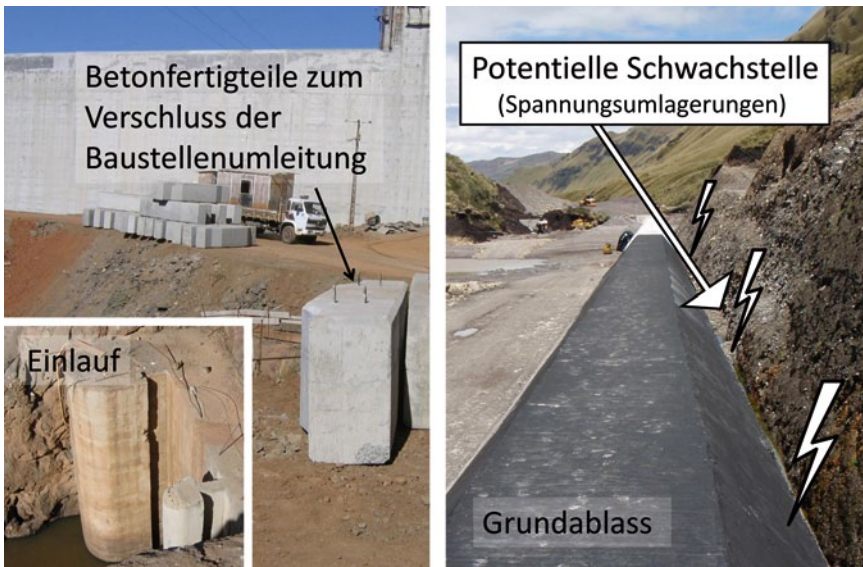 Betonfertigteile zum
Verschluss der
Baustellenumleitung
Einlauf
Potentielle Schwachstelle
(Spannungsumlagerungen)
Grundablass